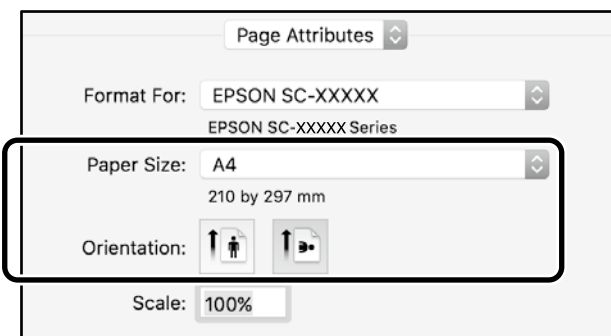 Page Attributes
Format For: EPSON SC-XXXXX
EPSON SC-XXXXX Series
Paper Size: A4
210 by 297 mm
Orientation:
Scale: 100%